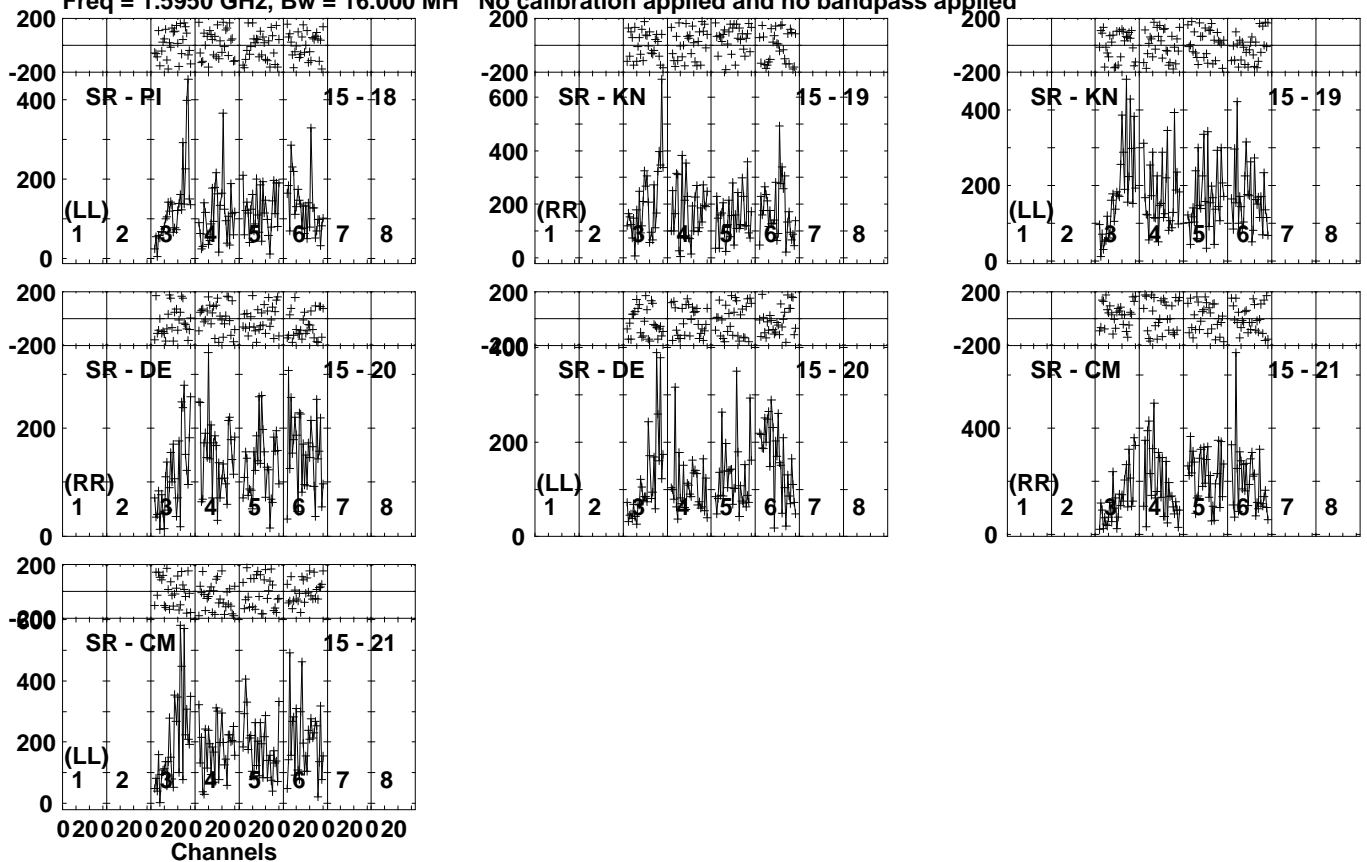 Freq = 1.5950 GHz, Bw = 16.000 MH No calibration applied and no bandpass applied
200
-200
SR - PI 15 - 18
400
200
(LL)
1 2 3 4 5 6 7 8
0
200
-200
SR - KN 15 - 19
600
400
200
(RR)
1 2 3 4 5 6 7 8
0
200
-200
SR - KN 15 - 19
400
200
(LL)
1 2 3 4 5 6 7 8
0
200
-200
SR - DE 15 - 20
200
(RR)
1 2 3 4 5 6 7 8
0
200
-200
400
SR - DE 15 - 20
200
(LL)
1 2 3 4 5 6 7 8
0
200
-200
SR - CM 15 - 21
400
(RR)
1 2 3 4 5 6 7 8
0
200
-200
600
SR - CM 15 - 21
400
200
(LL)
1 2 3 4 5 6 7 8
0
0 20 0 20 0 20 0 20 0 20 0 20 0 20 0 20
Channels